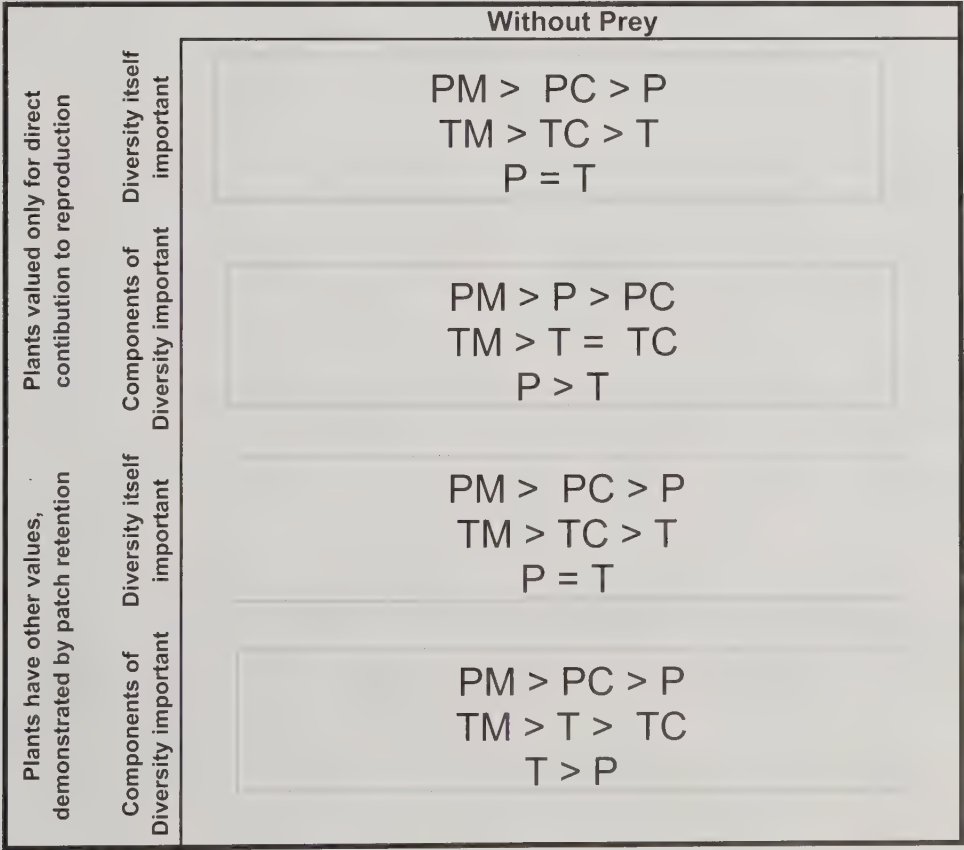 Without Prey
Plants valued only for direct
contibution to reproduction
Diversity itself
important
PM > PC > P
TM > TC > T
P = T
Components of
Diversity important
PM > P > PC
TM > T = TC
P > T
Plants have other values,
demonstrated by patch retention
Diversity itself
important
PM > PC > P
TM > TC > T
P = T
Components of
Diversity important
PM > PC > P
TM > T > TC
T > P